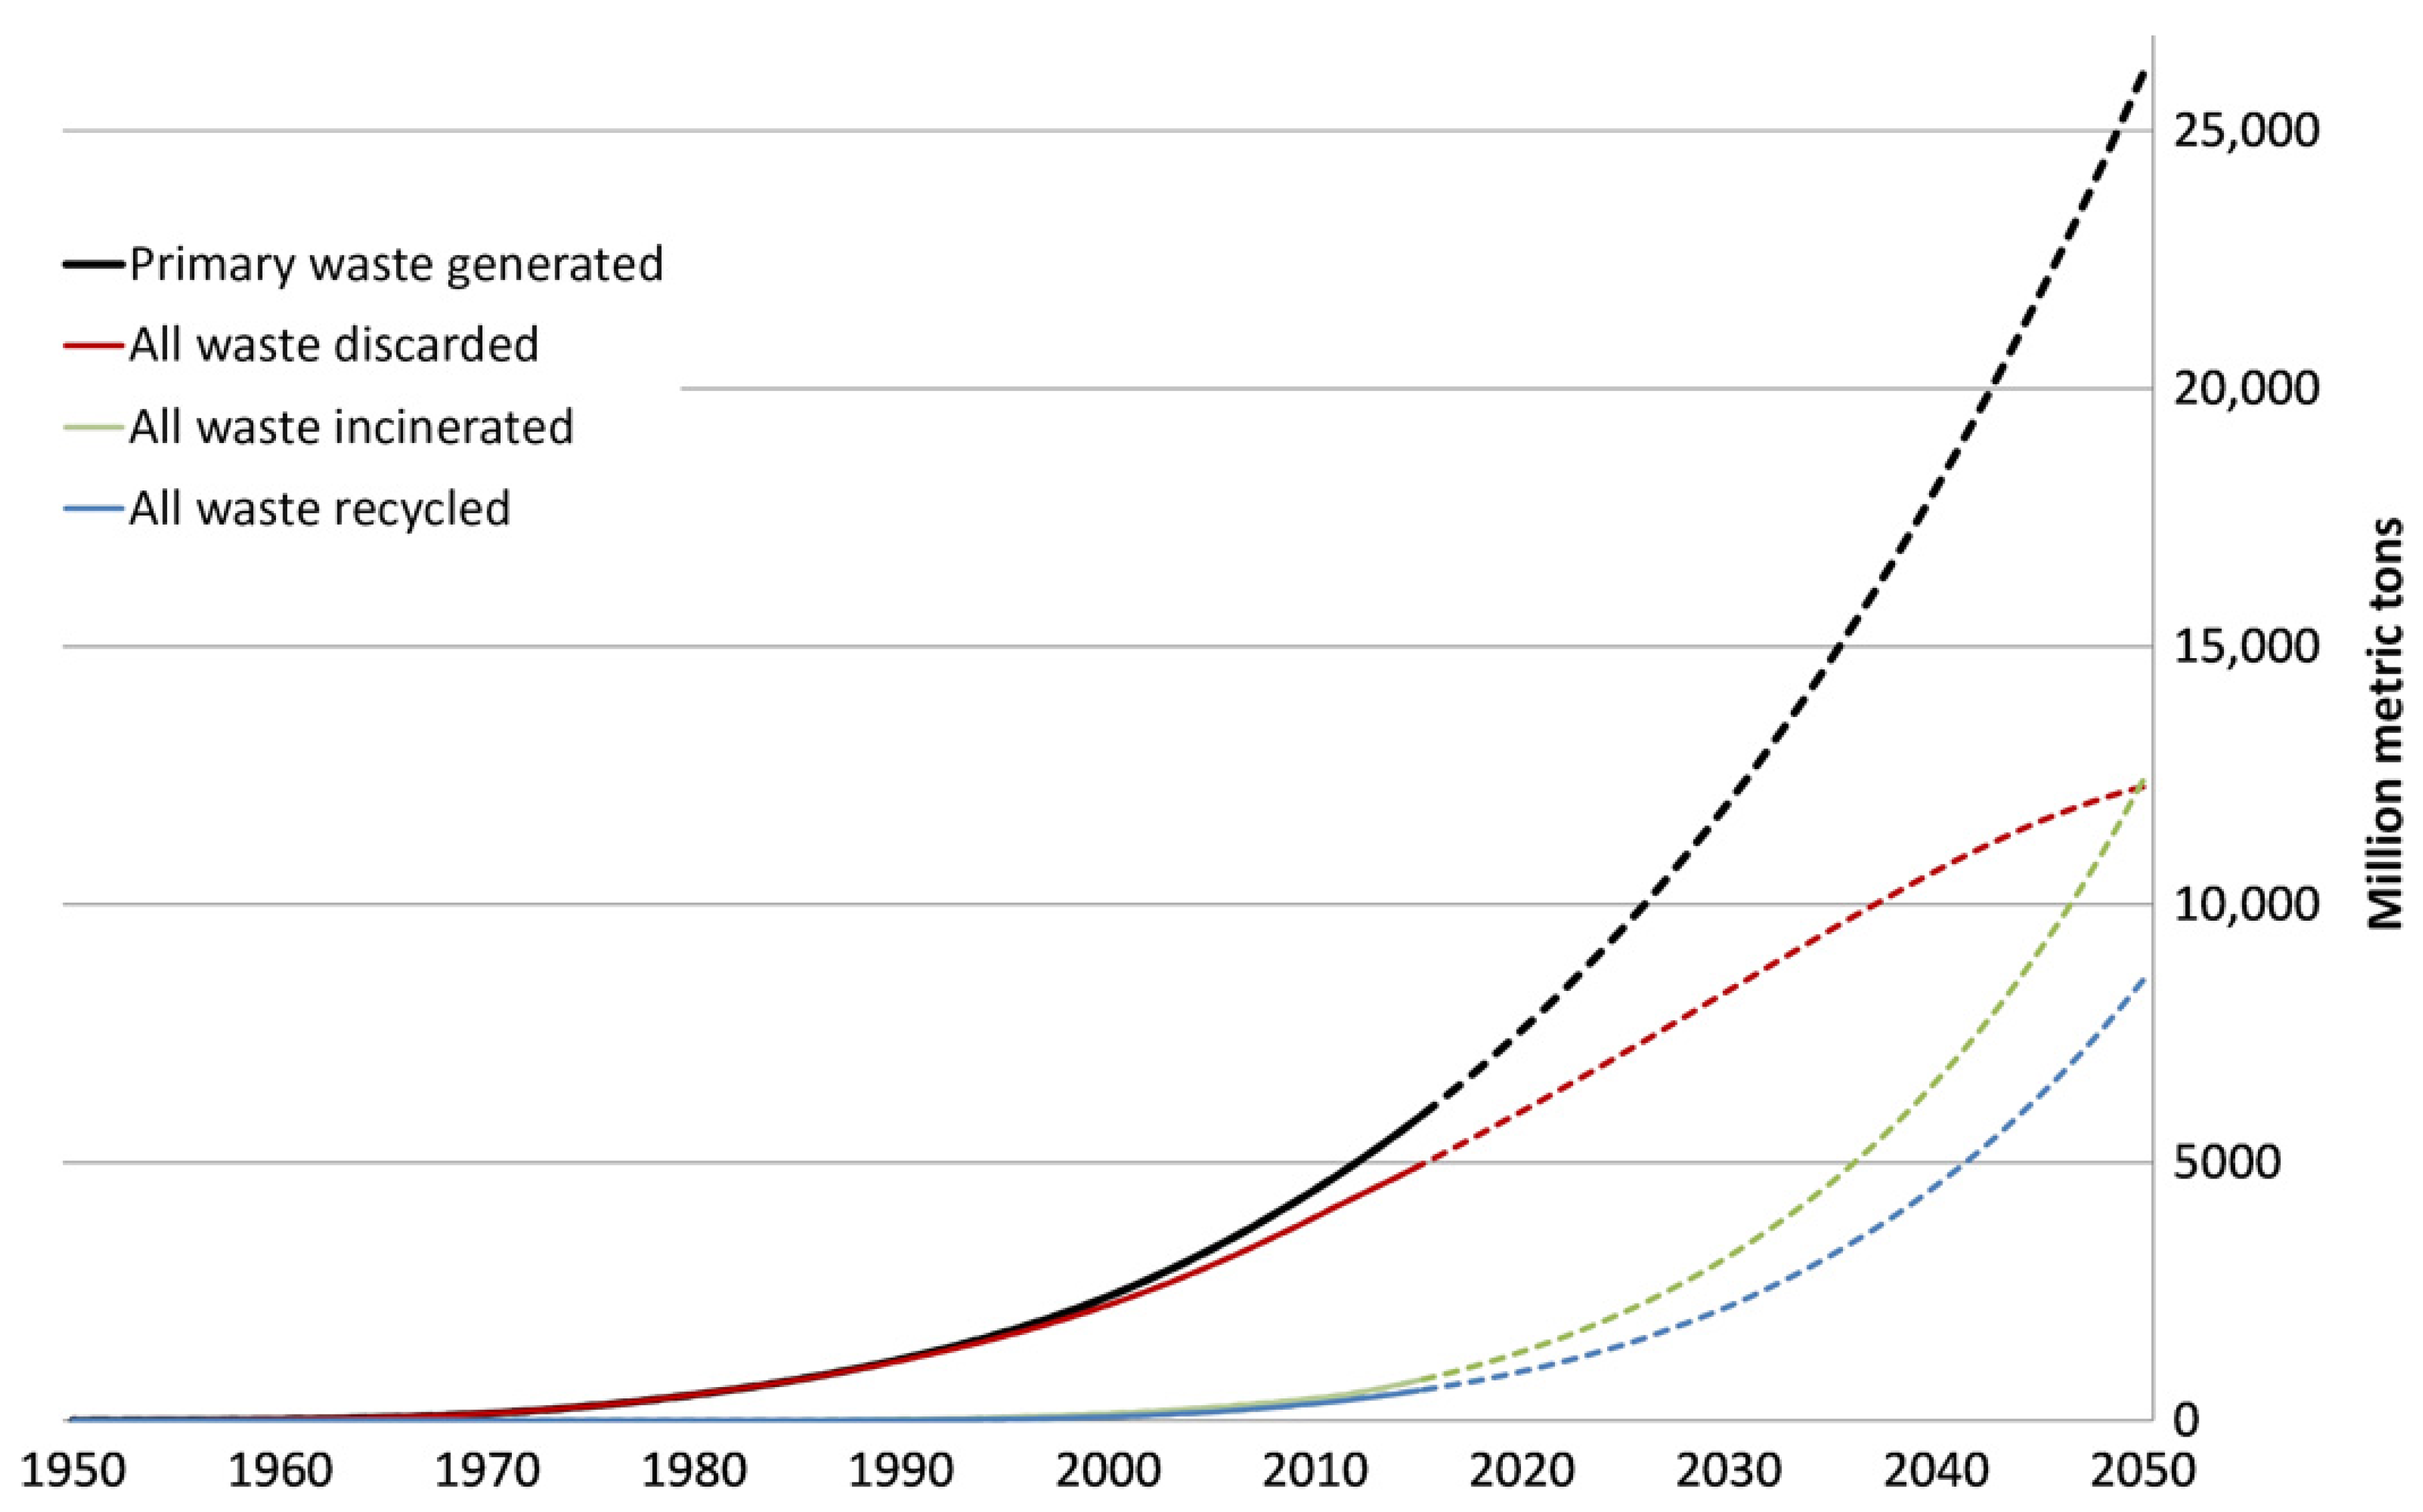 Primary waste generated
All waste discarded
All waste incinerated
All waste recycled
25,000
20,000
15,000
10,000
5000
0
Million metric tons
1950 1960 1970 1980 1990 2000 2010 2020 2030 2040 2050